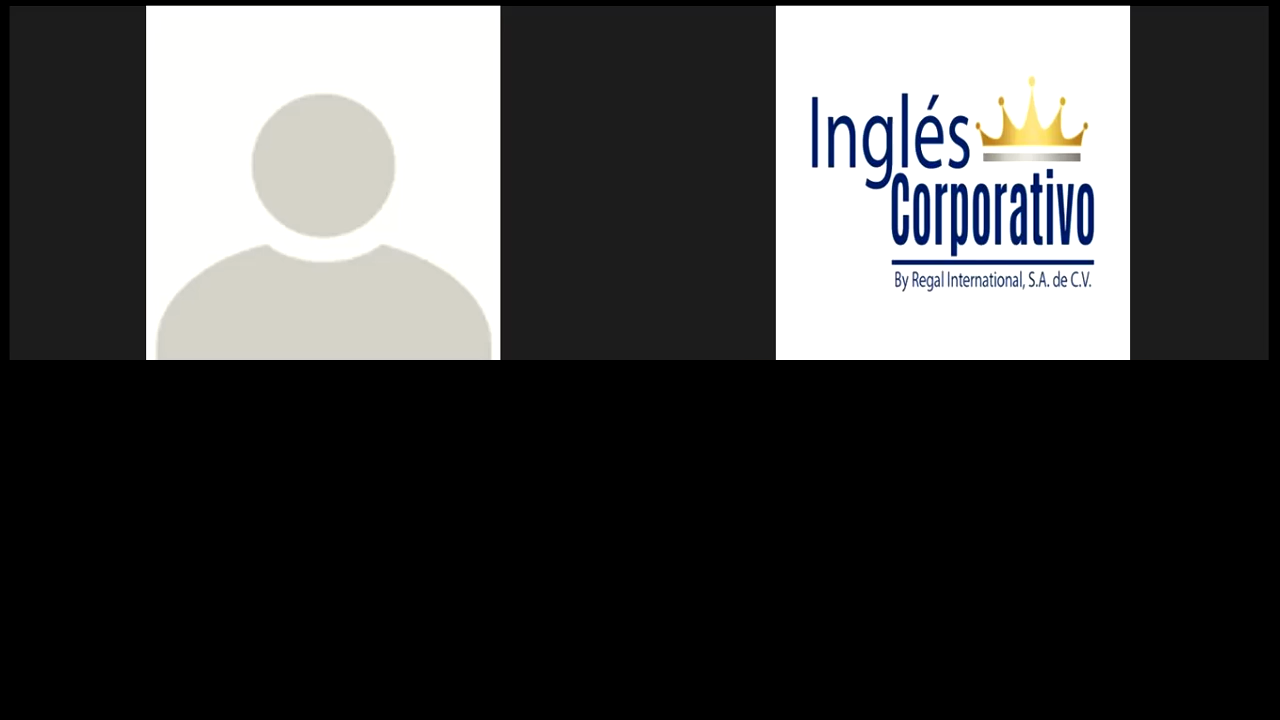 Inglés
Corporativo
By Regal International, S.A. de C.V.